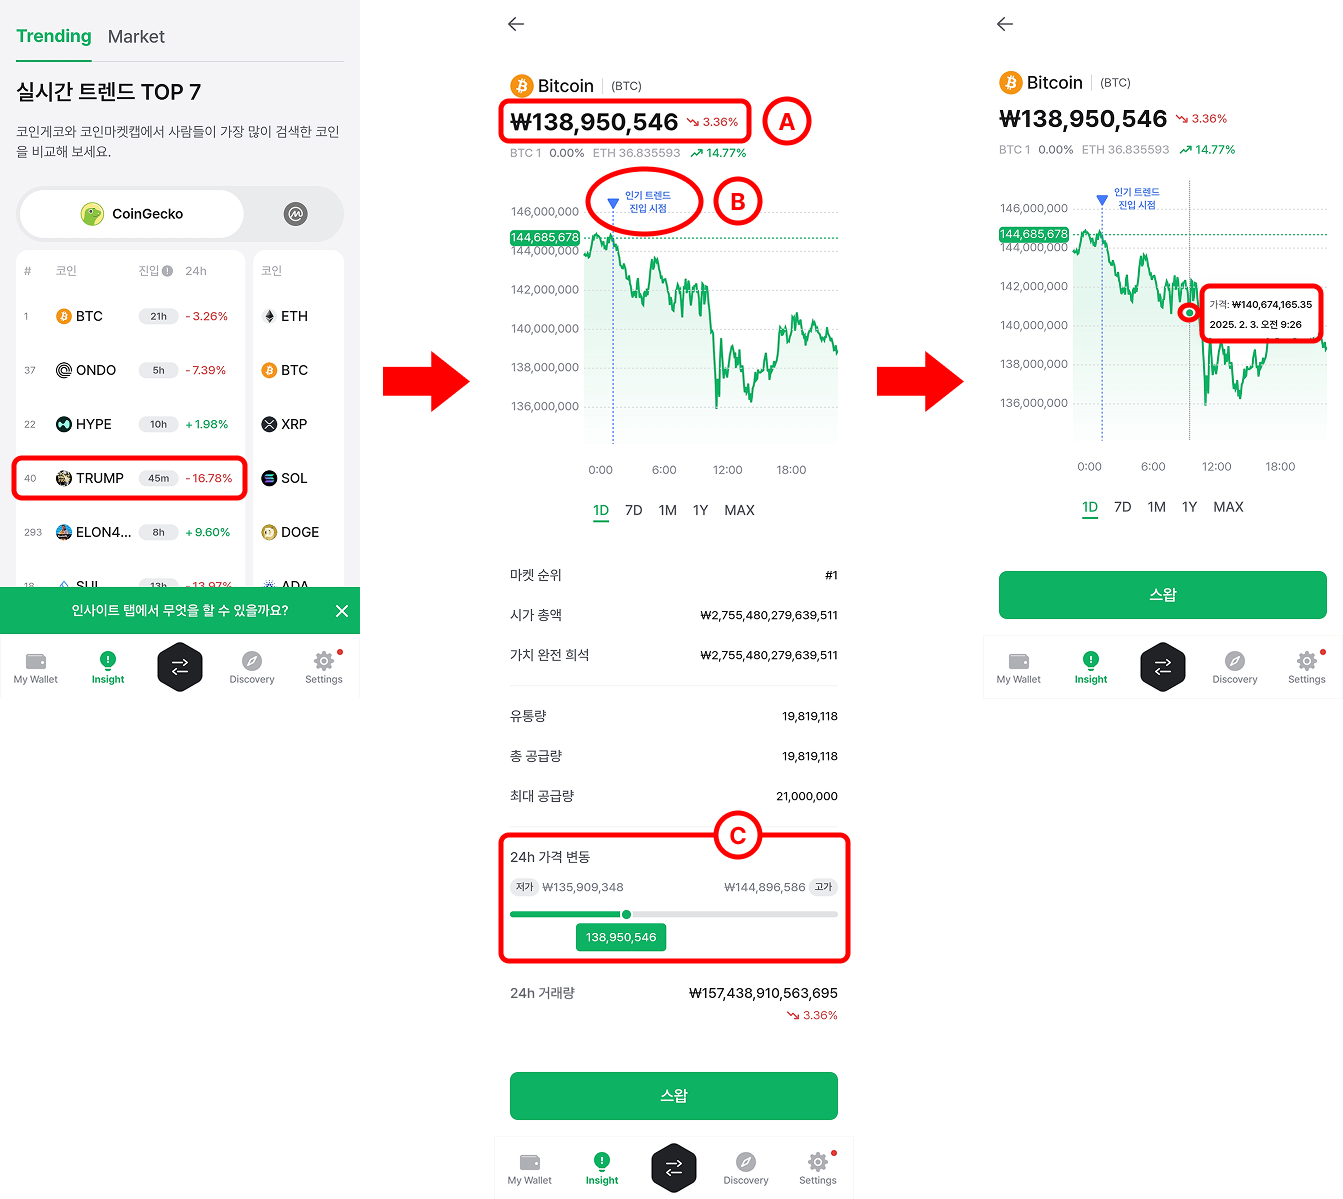 Trending Market
실시간 트렌드 TOP 7
코인게코와 코인마켓캡에서 사람들이 가장 많이 검색한 코인
을 비교해 보세요.
CoinGecko
# 코인 진입 24h 코인
1 BTC 21h -3.26% ETH
37 ONDO 5h -7.39% BTC
22 HYPE 10h +1.98% XRP
40 TRUMP 45m -16.78% SOL
293 ELON4... 8h +9.60% DOGE
18 SUI 13h -13.97% ADA
인사이트 탭에서 무엇을 할 수 있을까요?
My Wallet Insight Discovery Settings
Bitcoin (BTC)
₩138,950,546 3.36% A
BTC 1 0.00% ETH 36.835593 14.77%
인기 트렌드
진입 시점
B
146,000,000
144,685,678
144,000,000
142,000,000
140,000,000
138,000,000
136,000,000
0:00 6:00 12:00 18:00
1D 7D 1M 1Y MAX
마켓 순위 #1
시가 총액 ₩2,755,480,279,639,511
가치 완전 희석 ₩2,755,480,279,639,511
유통량 19,819,118
총 공급량 19,819,118
최대 공급량 21,000,000
C
24h 가격 변동
저가 ₩135,909,348 ₩144,896,586 고가
138,950,546
24h 거래량 ₩157,438,910,563,695
3.36%
스왑
My Wallet Insight Discovery Settings
Bitcoin (BTC)
₩138,950,546 3.36%
BTC 1 0.00% ETH 36.835593 14.77%
인기 트렌드
진입 시점
146,000,000
144,685,678
144,000,000
142,000,000
140,000,000
138,000,000
136,000,000
가격: ₩140,674,165.35
2025. 2. 3. 오전 9:26
0:00 6:00 12:00 18:00
1D 7D 1M 1Y MAX
스왑
My Wallet Insight Discovery Settings